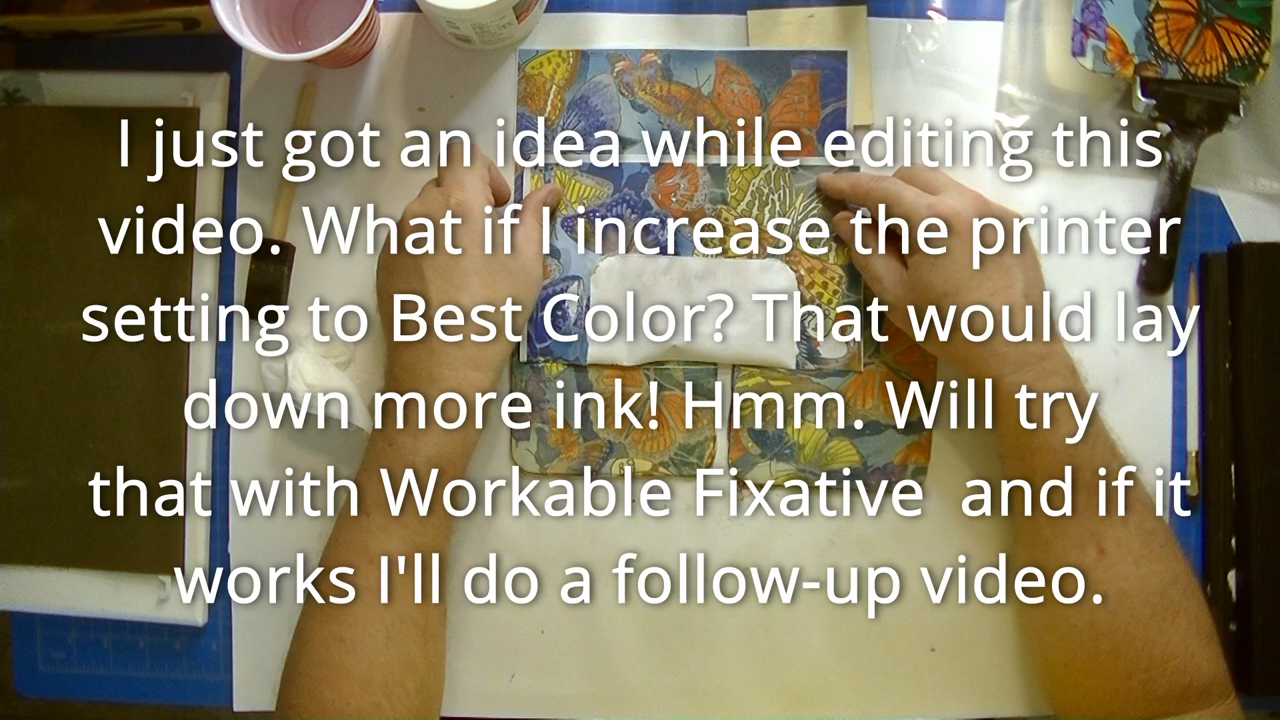 I just got an idea while editing this
video. What if I increase the printer
setting to Best Color? That would lay
down more ink! Hmm. Will try
that with Workable Fixative  and if it
works I'll do a follow-up video.